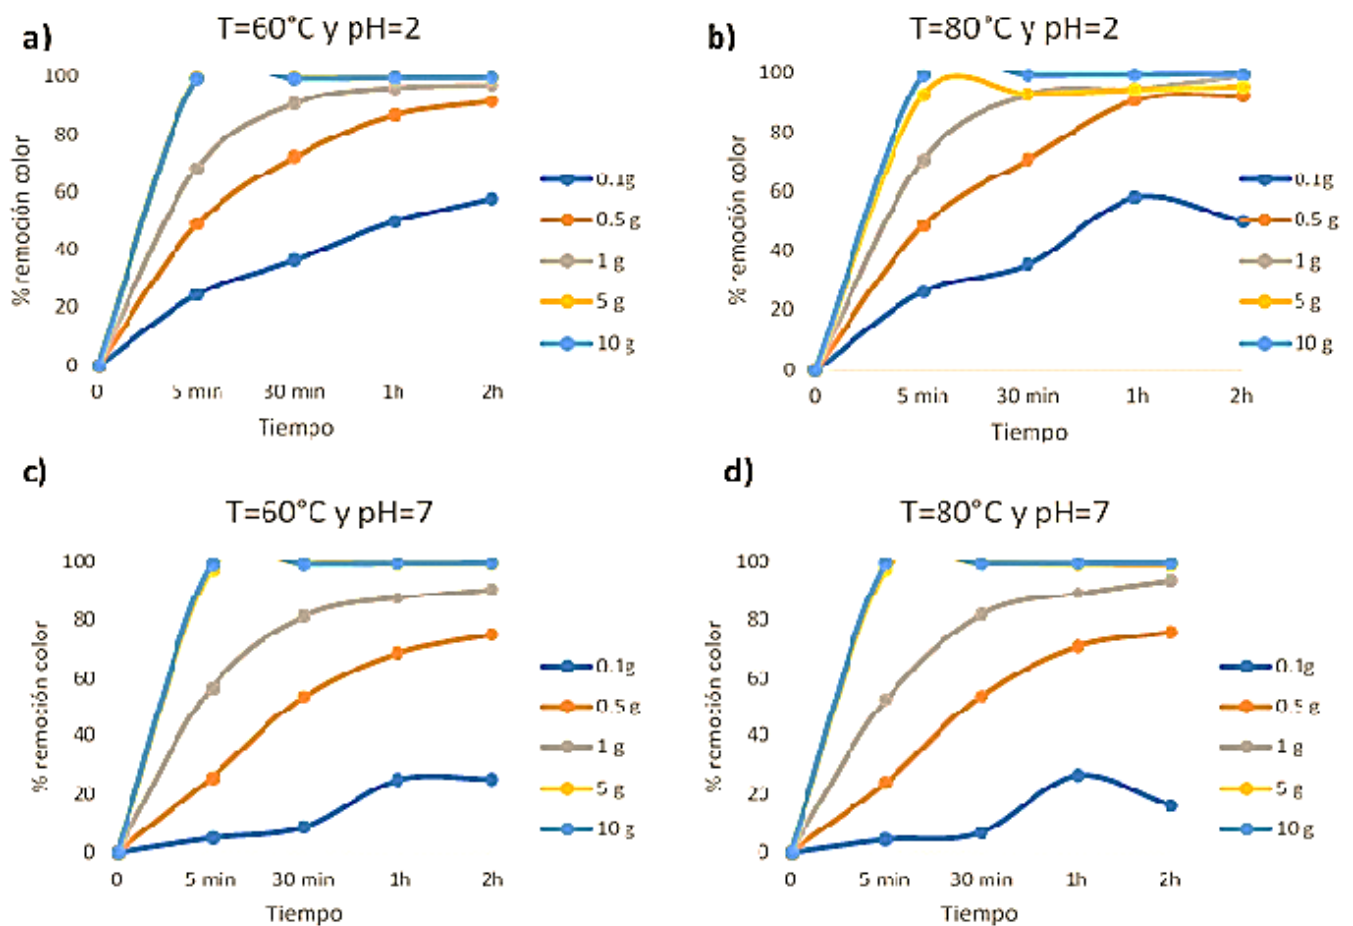 a)
T=60°C y pH=2
% remoción color
100
80
60
40
20
0
0 5 min 30 min 1h 2h
Tiempo
0.1g
0.5 g
1 g
5 g
10 g
b)
T=80°C y pH=2
% remoción color
100
80
60
40
20
0
0 5 min 30 min 1h 2h
Tiempo
0.1g
0.5 g
1 g
5 g
10 g
c)
T=60°C y pH=7
% remoción color
100
80
60
40
20
0
0 5 min 30 min 1h 2h
Tiempo
0.1g
0.5 g
1 g
5 g
10 g
d)
T=80°C y pH=7
% remoción color
100
80
60
40
20
0
0 5 min 30 min 1h 2h
Tiempo
0.1g
0.5 g
1 g
5 g
10 g